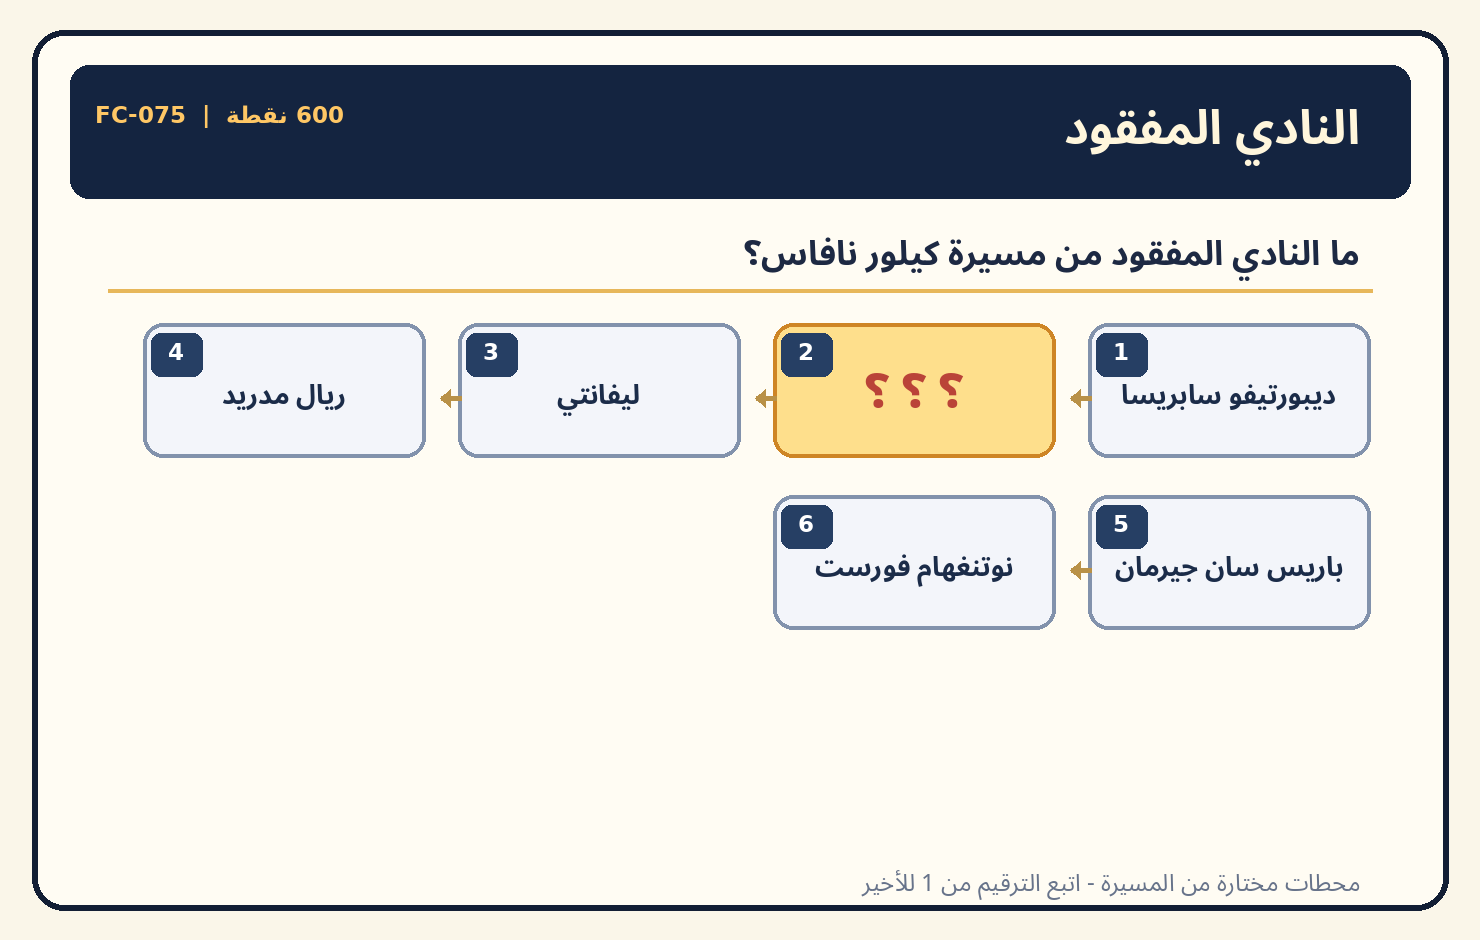 النادي المفقود
600 نقطة | FC-075
ما النادي المفقود من مسيرة كيلور نافاس؟
1
ديبورتيفو سابريسا
2
؟ ؟ ؟
3
ليفانتي
4
ريال مدريد
5
باريس سان جيرمان
6
نوتنغهام فورست
محطات مختارة من المسيرة - اتبع الترقيم من 1 للأخير